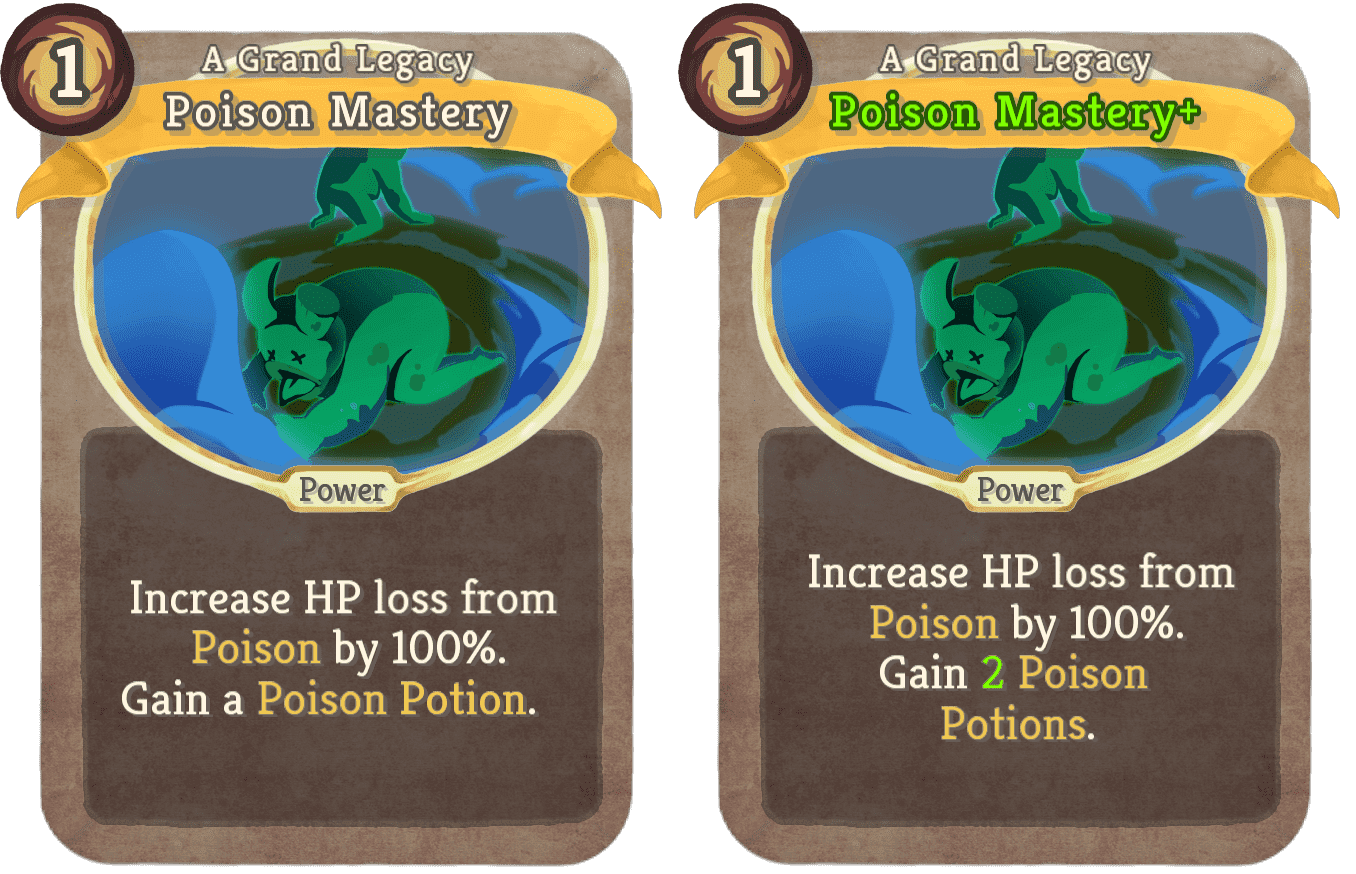 1
A Grand Legacy
Poison Mastery
Power
Increase HP loss from
Poison by 100%.
Gain a Poison Potion.
1
A Grand Legacy
Poison Mastery+
Power
Increase HP loss from
Poison by 100%.
Gain 2 Poison
Potions.